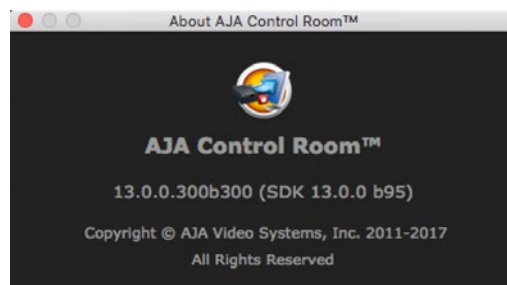 About AJA Control Room™
AJA Control Room™
13.0.0.300b300 (SDK 13.0.0 b95)
Copyright © AJA Video Systems, Inc. 2011-2017
All Rights Reserved